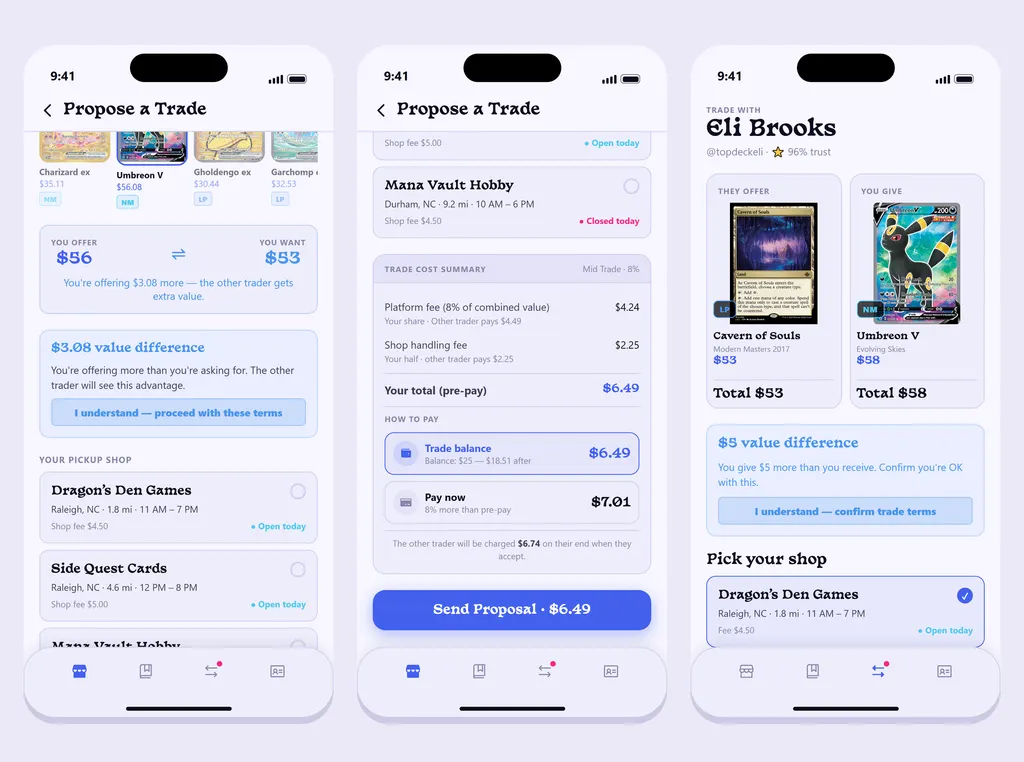 9:41
Propose a Trade
Charizard ex
$35.11
NM
Umbreon V
$56.08
NM
Gholdengo ex
$30.44
LP
Garchomp e
$32.53
LP
YOU OFFER
$56
⇌
YOU WANT
$53
You're offering $3.08 more — the other trader gets
extra value.
$3.08 value difference
You're offering more than you're asking for. The other
trader will see this advantage.
I understand — proceed with these terms
YOUR PICKUP SHOP
Dragon's Den Games
Raleigh, NC · 1.8 mi · 11 AM – 7 PM
Shop fee $4.50
• Open today
Side Quest Cards
Raleigh, NC · 4.6 mi · 12 PM – 8 PM
Shop fee $5.00
• Open today
Mana Vault Hobby
9:41
Propose a Trade
Shop fee $5.00
• Open today
Mana Vault Hobby
Durham, NC · 9.2 mi · 10 AM – 6 PM
Shop fee $4.50
• Closed today
TRADE COST SUMMARY
Mid Trade · 8%
Platform fee (8% of combined value)
$4.24
Your share · Other trader pays $4.49
Shop handling fee
$2.25
Your half · other trader pays $2.25
Your total (pre-pay)
$6.49
HOW TO PAY
Trade balance
Balance: $25 — $18.51 after
$6.49
Pay now
8% more than pre-pay
$7.01
The other trader will be charged $6.74 on their end when they
accept.
Send Proposal · $6.49
9:41
TRADE WITH
Eli Brooks
@topdeckeli · ⭐ 96% trust
THEY OFFER
Cavern of Souls
Land
LP
Cavern of Souls
Modern Masters 2017
$53
Total $53
YOU GIVE
Umbreon V
200
NM
Umbreon V
Evolving Skies
$58
Total $58
$5 value difference
You give $5 more than you receive. Confirm you're OK
with this.
I understand — confirm trade terms
Pick your shop
Dragon's Den Games
Raleigh, NC · 1.8 mi · 11 AM – 7 PM
Fee $4.50
• Open today